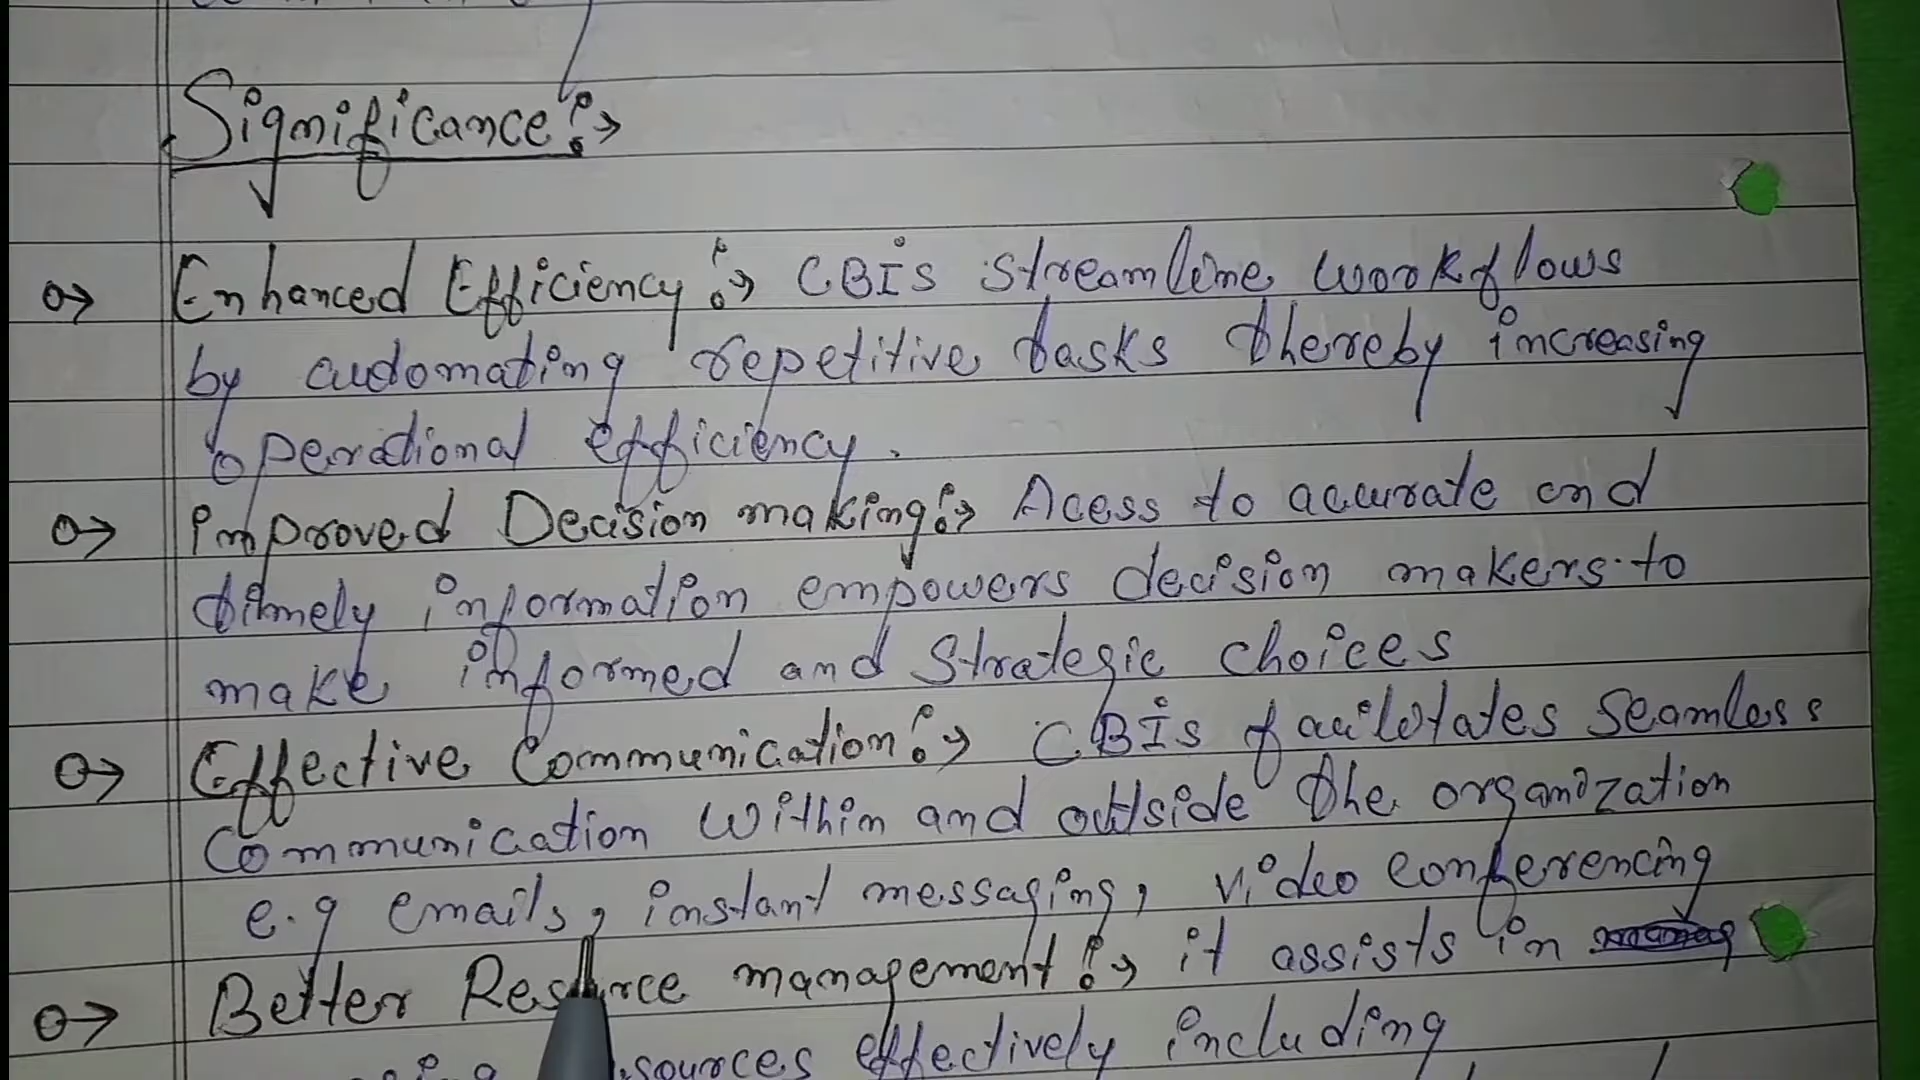 Significance :→
o→ Enhanced Efficiency :→ CBIS streamline workflows
by automating repetitive tasks thereby increasing
operational efficiency.
o→ Improved Decision making :→ Acess to accurate and
timely information empowers decision makers to
make informed and strategic choices
o→ Effective Communication :→ CBIS facilitates seamless
Communication within and outside the organization
e.g emails, instant messaging, video conferencing
o→ Better Resource management :→ it assists in
effectively including